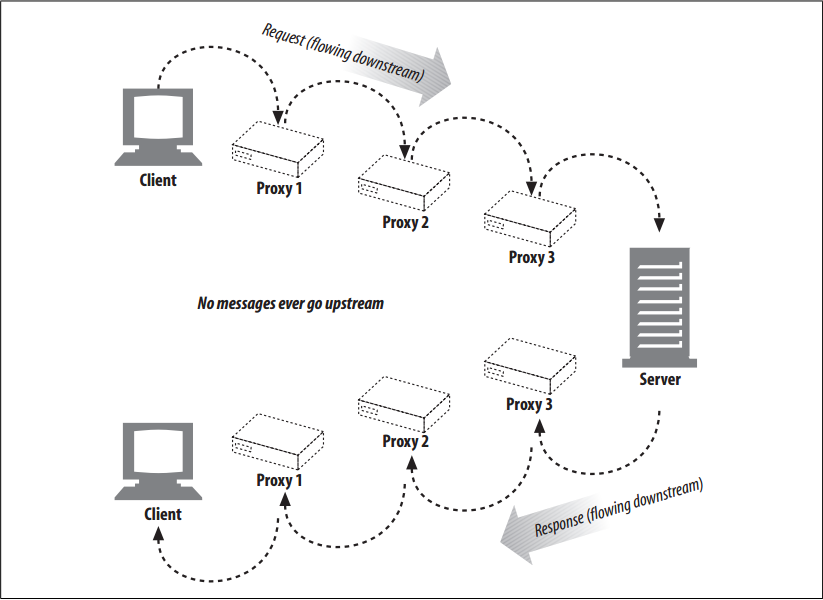 Request (flowing downstream)
Client
Proxy 1
Proxy 2
Proxy 3
No messages ever go upstream
Server
Proxy 3
Proxy 2
Proxy 1
Client
Response (flowing downstream)